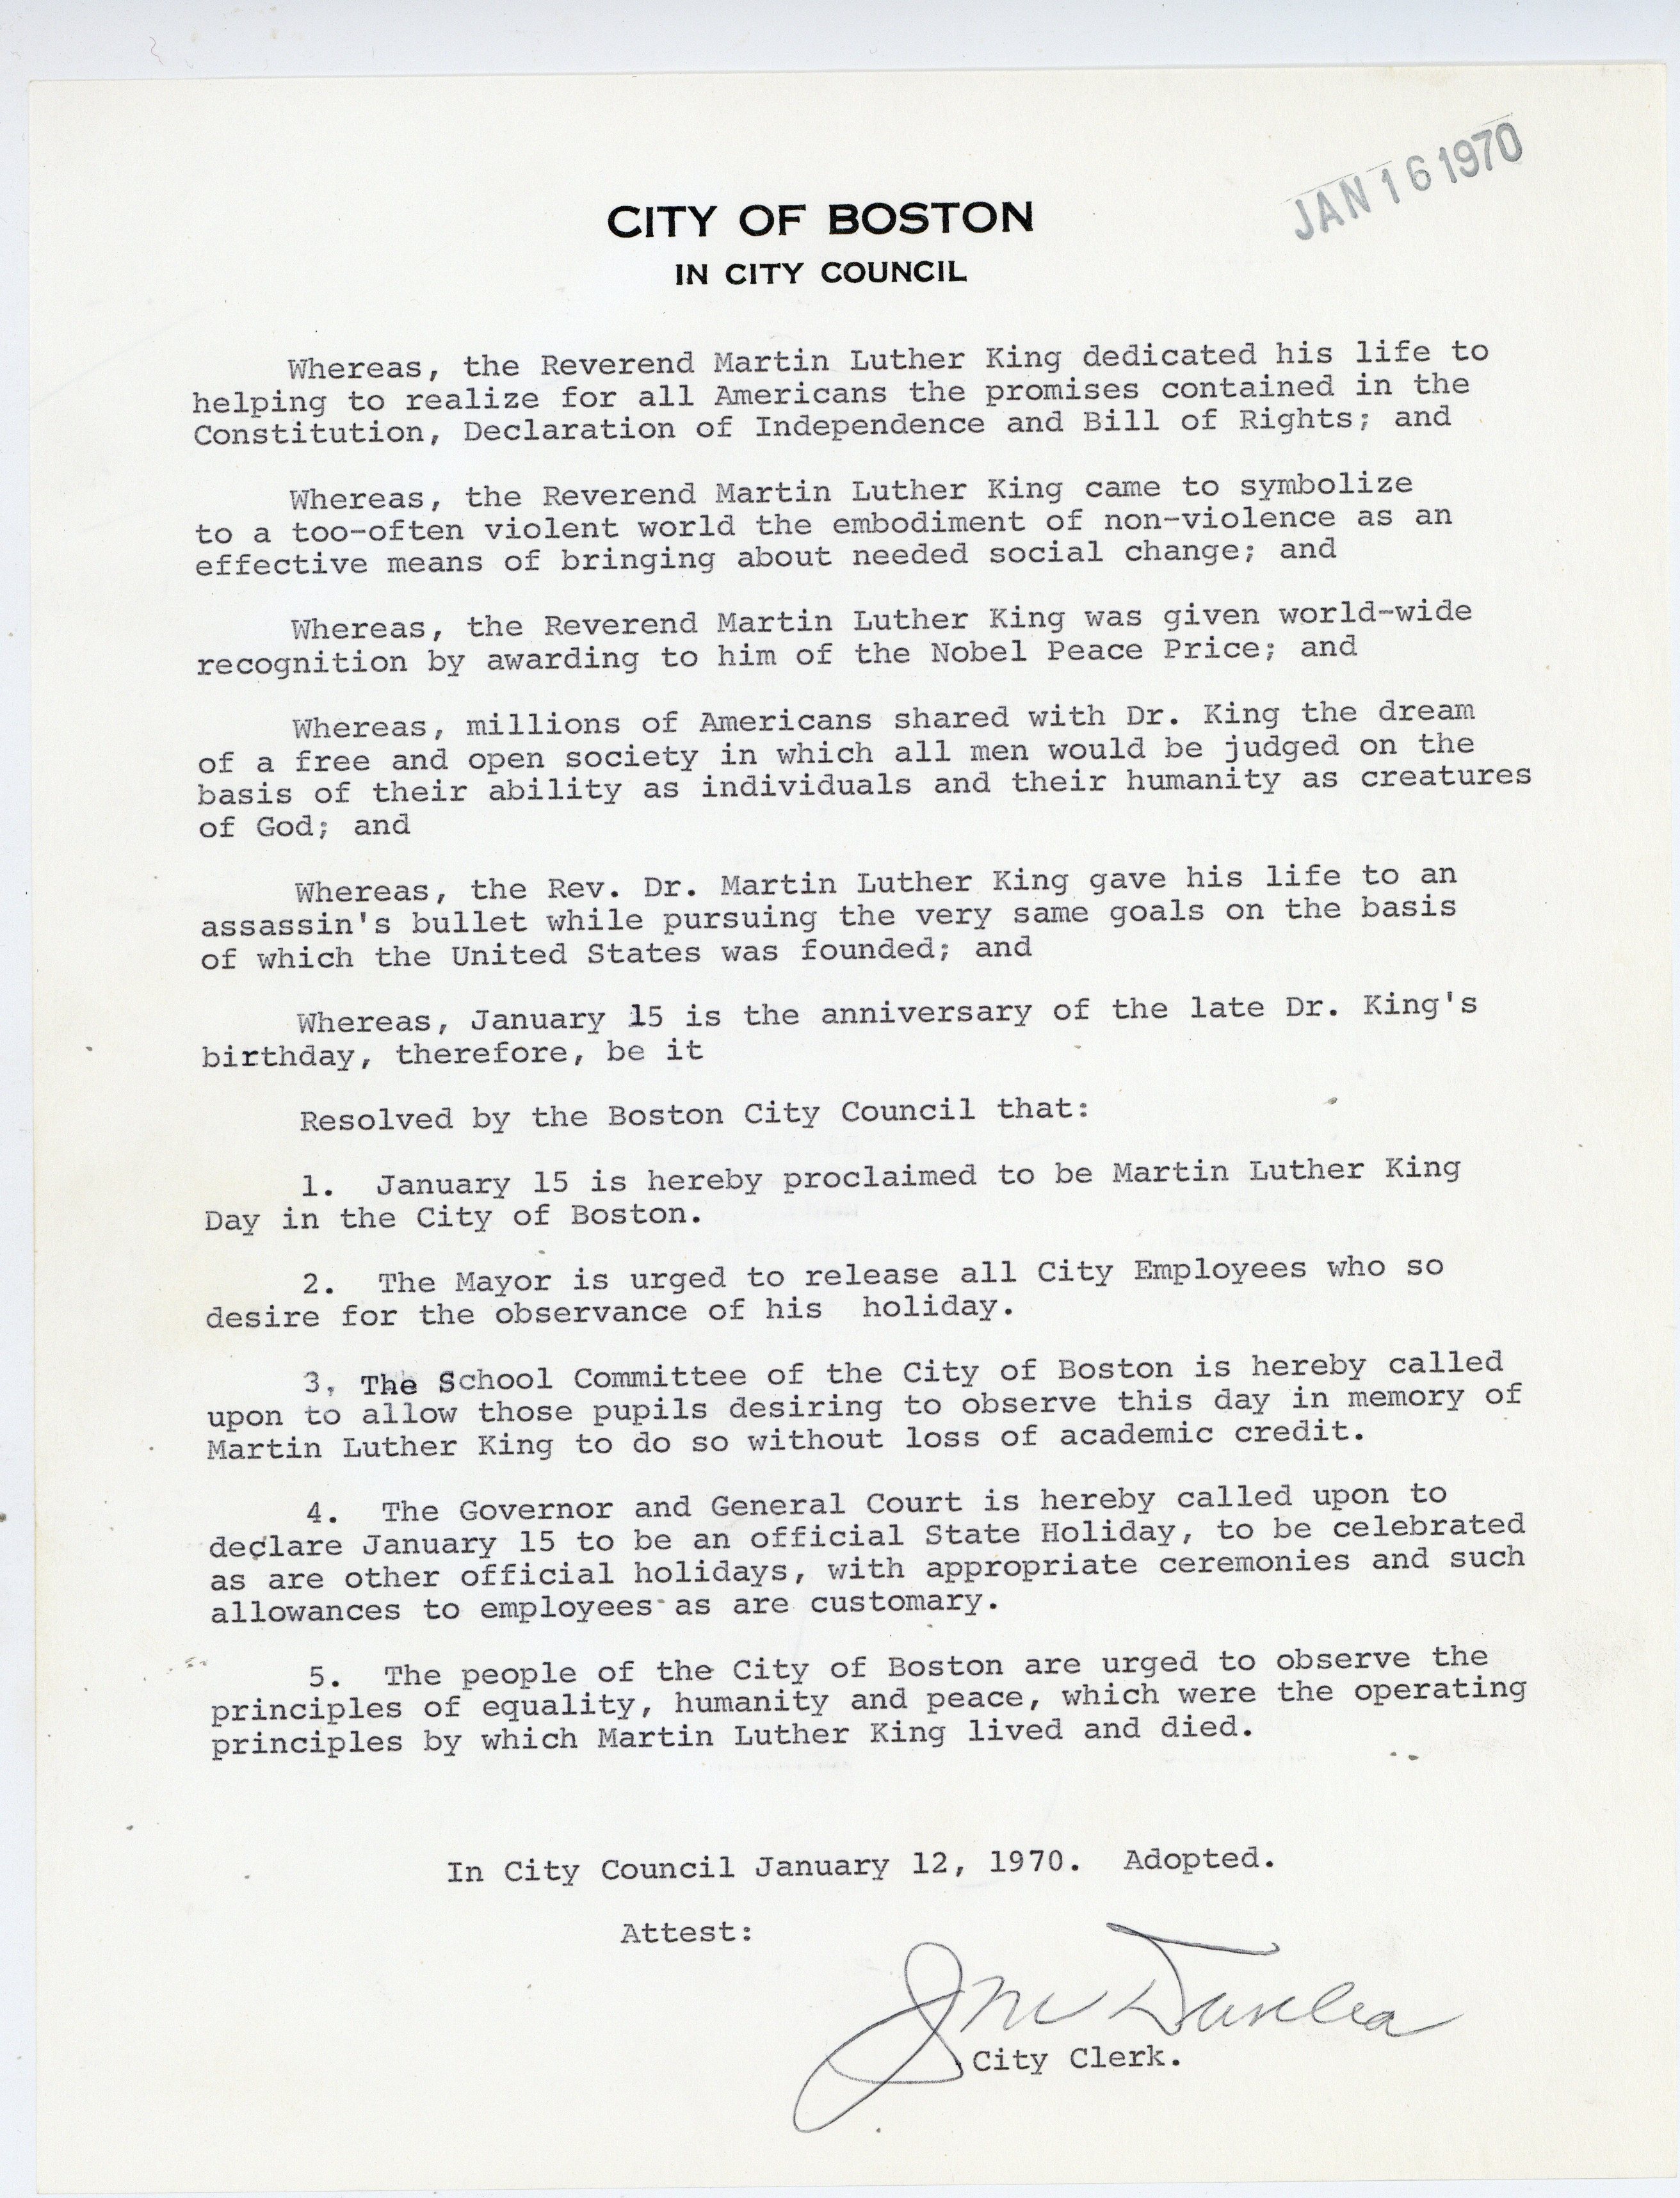 JAN 16 1970
CITY OF BOSTON
IN CITY COUNCIL
Whereas, the Reverend Martin Luther King dedicated his life to
helping to realize for all Americans the promises contained in the
Constitution, Declaration of Independence and Bill of Rights; and
Whereas, the Reverend Martin Luther King came to symbolize
to a too-often violent world the embodiment of non-violence as an
effective means of bringing about needed social change; and
Whereas, the Reverend Martin Luther King was given world-wide
recognition by awarding to him of the Nobel Peace Price; and
Whereas, millions of Americans shared with Dr. King the dream
of a free and open society in which all men would be judged on the
basis of their ability as individuals and their humanity as creatures
of God; and
Whereas, the Rev. Dr. Martin Luther King gave his life to an
assassin's bullet while pursuing the very same goals on the basis
of which the United States was founded; and
Whereas, January 15 is the anniversary of the late Dr. King's
birthday, therefore, be it
Resolved by the Boston City Council that:
1. January 15 is hereby proclaimed to be Martin Luther King
Day in the City of Boston.
2. The Mayor is urged to release all City Employees who so
desire for the observance of his holiday.
3. The School Committee of the City of Boston is hereby called
upon to allow those pupils desiring to observe this day in memory of
Martin Luther King to do so without loss of academic credit.
4. The Governor and General Court is hereby called upon to
declare January 15 to be an official State Holiday, to be celebrated
as are other official holidays, with appropriate ceremonies and such
allowances to employees as are customary.
5. The people of the City of Boston are urged to observe the
principles of equality, humanity and peace, which were the operating
principles by which Martin Luther King lived and died.
In City Council January 12, 1970. Adopted.
Attest:
City Clerk.